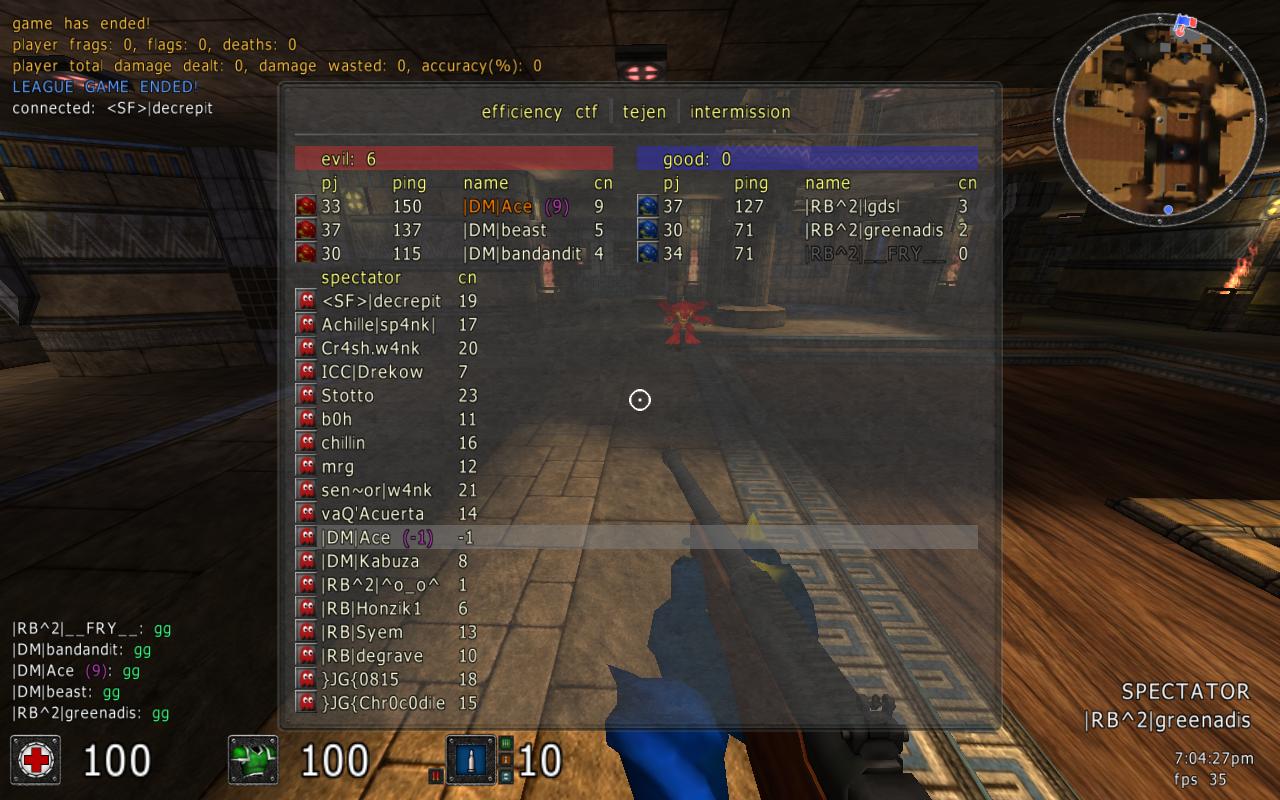 game has ended!
player frags: 0, flags: 0, deaths: 0
player total damage dealt: 0, damage wasted: 0, accuracy(%): 0
LEAGUE GAME ENDED!
connected: <SF>|decrepit
efficiency ctf | tejen | intermission
evil: 6 good: 0
pj ping name cn pj ping name cn
33 150 |DM|Ace (9) 9 37 127 |RB^2|lgdsl 3
37 137 |DM|beast 5 30 71 |RB^2|greenadis 2
30 115 |DM|bandandit 4 34 71 |RB^2|__FRY__ 0
spectator cn
<SF>|decrepit 19
Achille|sp4nk| 17
Cr4sh.w4nk 20
ICC|Drekow 7
Stotto 23
b0h 11
chillin 16
mrg 12
sen~or|w4nk 21
vaQ'Acuerta 14
|DM|Ace (-1) -1
|DM|Kabuza 8
|RB^2|^o_o^ 1
|RB|Honzik1 6
|RB|Syem 13
|RB|degrave 10
}JG{0815 18
}JG{Chr0c0dile 15
|RB^2|__FRY__: gg
|DM|bandandit: gg
|DM|Ace (9): gg
|DM|beast: gg
|RB^2|greenadis: gg
SPECTATOR
|RB^2|greenadis
100 100 10
7:04:27pm
fps 35